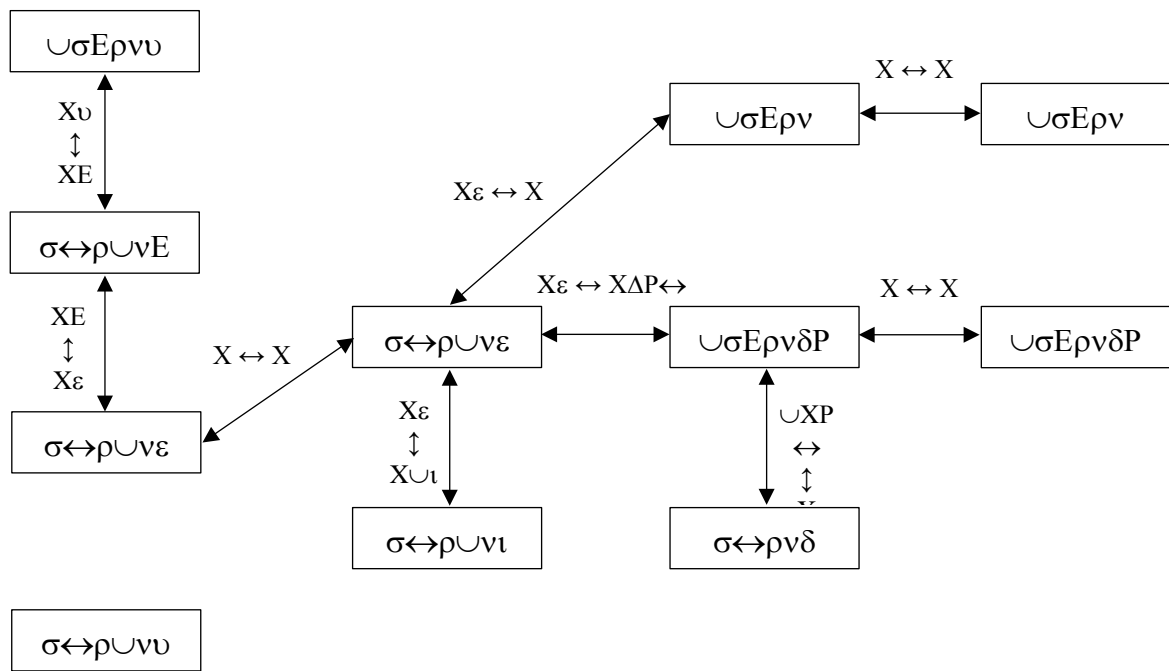 ∪σEρνυ
Xυ
↕
XE
σ↔ρ∪νE
XE
↕
Xε
σ↔ρ∪νε
X ↔ X
σ↔ρ∪νε
Xε
↕
X∪ι
σ↔ρ∪νι
Xε ↔ X
∪σEρν
X ↔ X
∪σEρν
Xε ↔ XΔP↔
∪σEρνδP
X ↔ X
∪σEρνδP
∪XP
↔
↕
σ↔ρνδ
σ↔ρ∪νυ